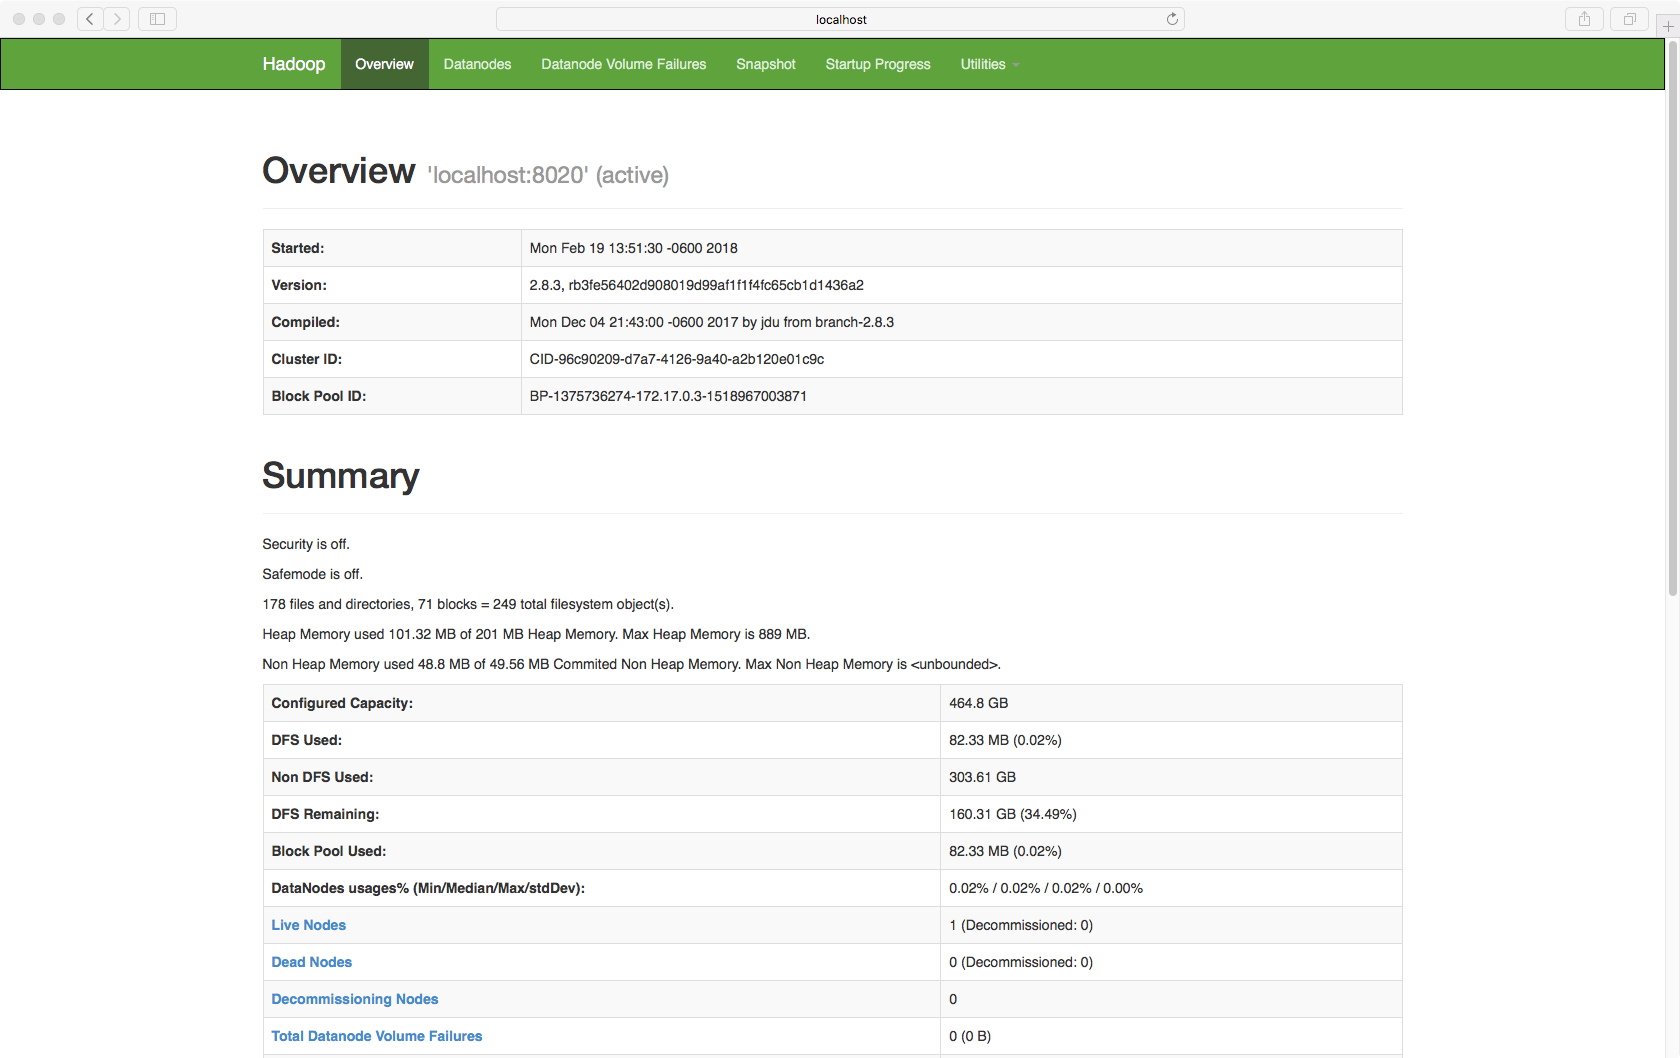 localhost
Hadoop Overview Datanodes Datanode Volume Failures Snapshot Startup Progress Utilities
Overview 'localhost:8020' (active)
Started: Mon Feb 19 13:51:30 -0600 2018
Version: 2.8.3, rb3fe56402d908019d99af1f1f4fc65cb1d1436a2
Compiled: Mon Dec 04 21:43:00 -0600 2017 by jdu from branch-2.8.3
Cluster ID: CID-96c90209-d7a7-4126-9a40-a2b120e01c9c
Block Pool ID: BP-1375736274-172.17.0.3-1518967003871
Summary
Security is off.
Safemode is off.
178 files and directories, 71 blocks = 249 total filesystem object(s).
Heap Memory used 101.32 MB of 201 MB Heap Memory. Max Heap Memory is 889 MB.
Non Heap Memory used 48.8 MB of 49.56 MB Commited Non Heap Memory. Max Non Heap Memory is <unbounded>.
Configured Capacity: 464.8 GB
DFS Used: 82.33 MB (0.02%)
Non DFS Used: 303.61 GB
DFS Remaining: 160.31 GB (34.49%)
Block Pool Used: 82.33 MB (0.02%)
DataNodes usages% (Min/Median/Max/stdDev): 0.02% / 0.02% / 0.02% / 0.00%
Live Nodes 1 (Decommissioned: 0)
Dead Nodes 0 (Decommissioned: 0)
Decommissioning Nodes 0
Total Datanode Volume Failures 0 (0 B)